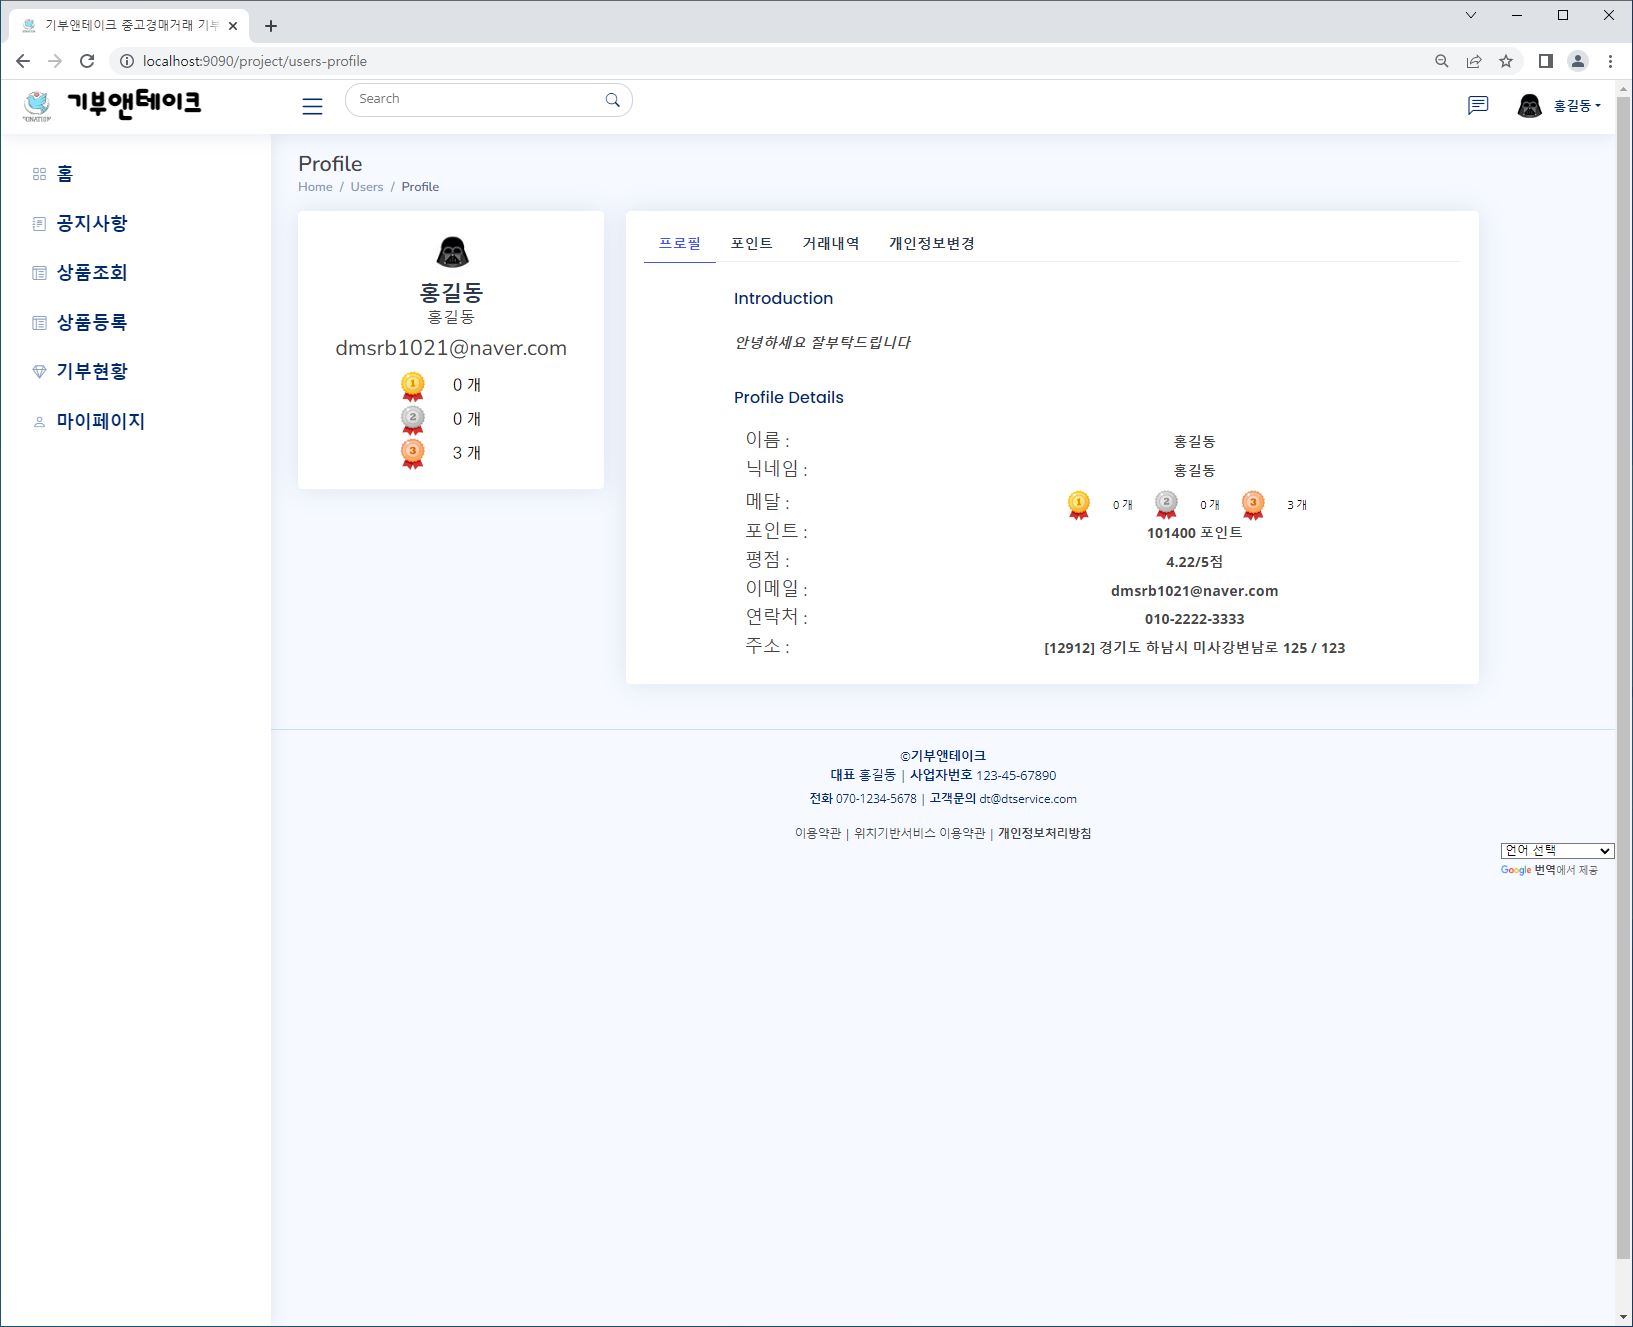 기부앤테이크 중고경매거래 기부
localhost:9090/project/users-profile
DONATION
기부앤테이크
Search
홍길동
홈
공지사항
상품조회
상품등록
기부현황
마이페이지
Profile
Home / Users / Profile
홍길동
홍길동
dmsrb1021@naver.com
1 0 개
2 0 개
3 3 개
프로필 포인트 거래내역 개인정보변경
Introduction
안녕하세요 잘부탁드립니다
Profile Details
이름 : 홍길동
닉네임 : 홍길동
메달 : 1 0 개 2 0 개 3 3 개
포인트 : 101400 포인트
평점 : 4.22/5점
이메일 : dmsrb1021@naver.com
연락처 : 010-2222-3333
주소 : [12912] 경기도 하남시 미사강변남로 125 / 123
©기부앤테이크
대표 홍길동 | 사업자번호 123-45-67890
전화 070-1234-5678 | 고객문의 dt@dtservice.com
이용약관 | 위치기반서비스 이용약관 | 개인정보처리방침
언어 선택
Google 번역에서 제공